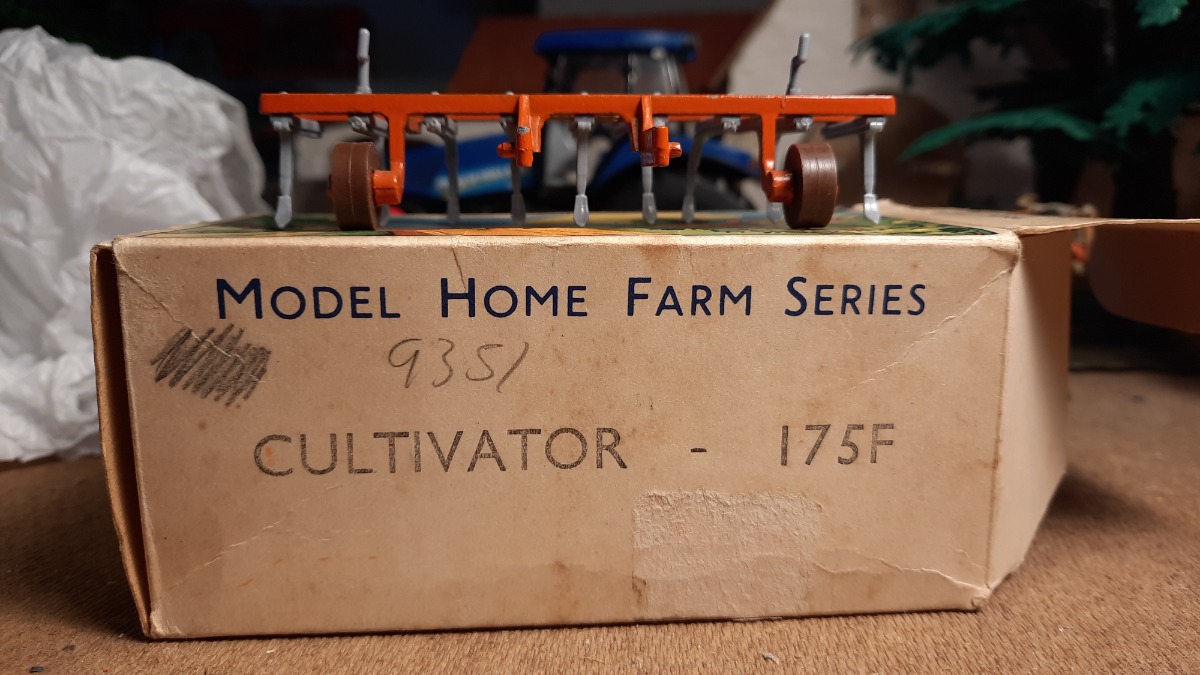 MODEL HOME FARM SERIES
9351
CULTIVATOR - 175F